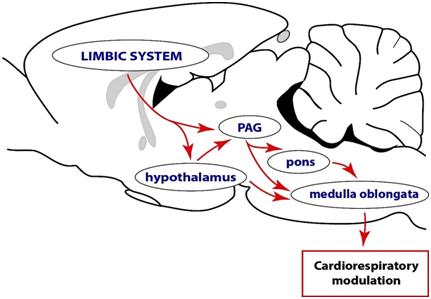 LIMBIC SYSTEM
PAG
pons
hypothalamus
medulla oblongata
Cardiorespiratory
modulation